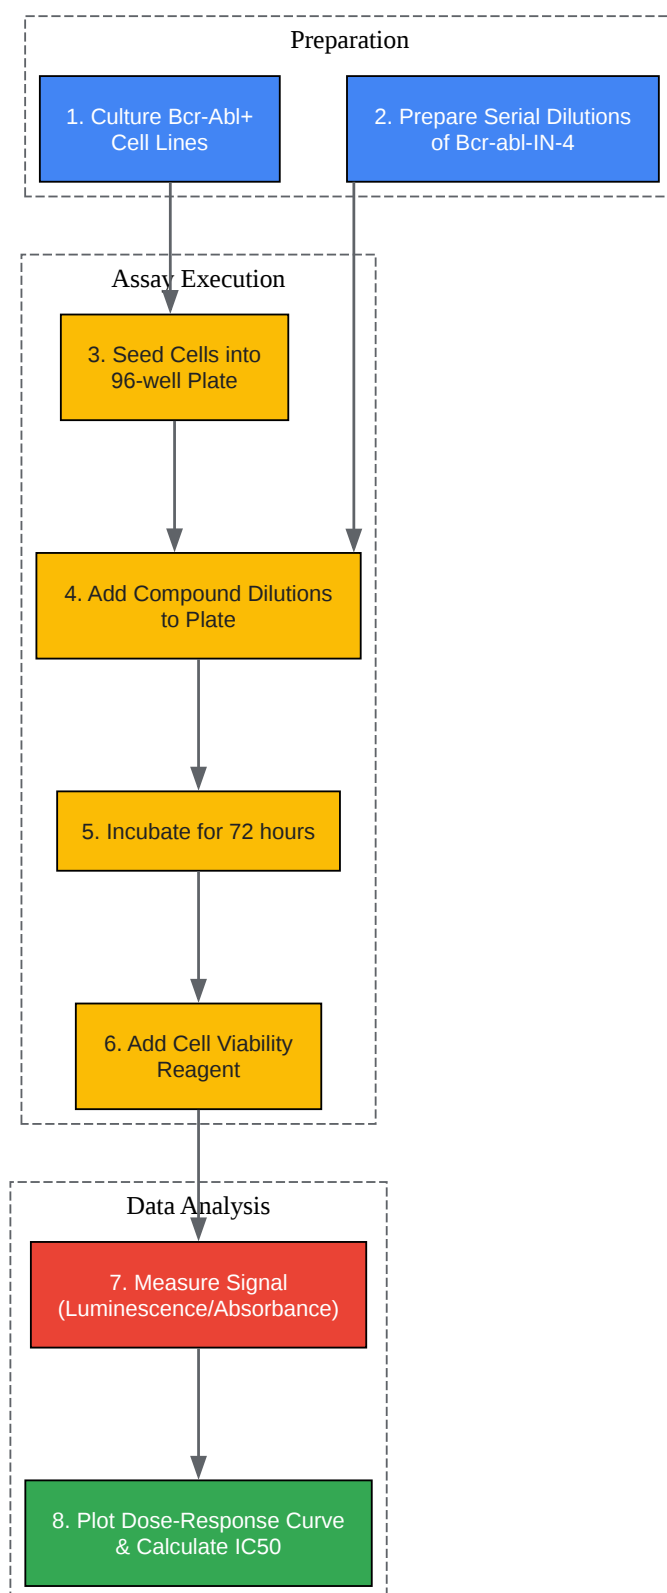 Preparation
1. Culture Bcr-Abl+
Cell Lines
2. Prepare Serial Dilutions
of Bcr-abl-IN-4
Assay Execution
3. Seed Cells into
96-well Plate
4. Add Compound Dilutions
to Plate
5. Incubate for 72 hours
6. Add Cell Viability
Reagent
Data Analysis
7. Measure Signal
(Luminescence/Absorbance)
8. Plot Dose-Response Curve
& Calculate IC50